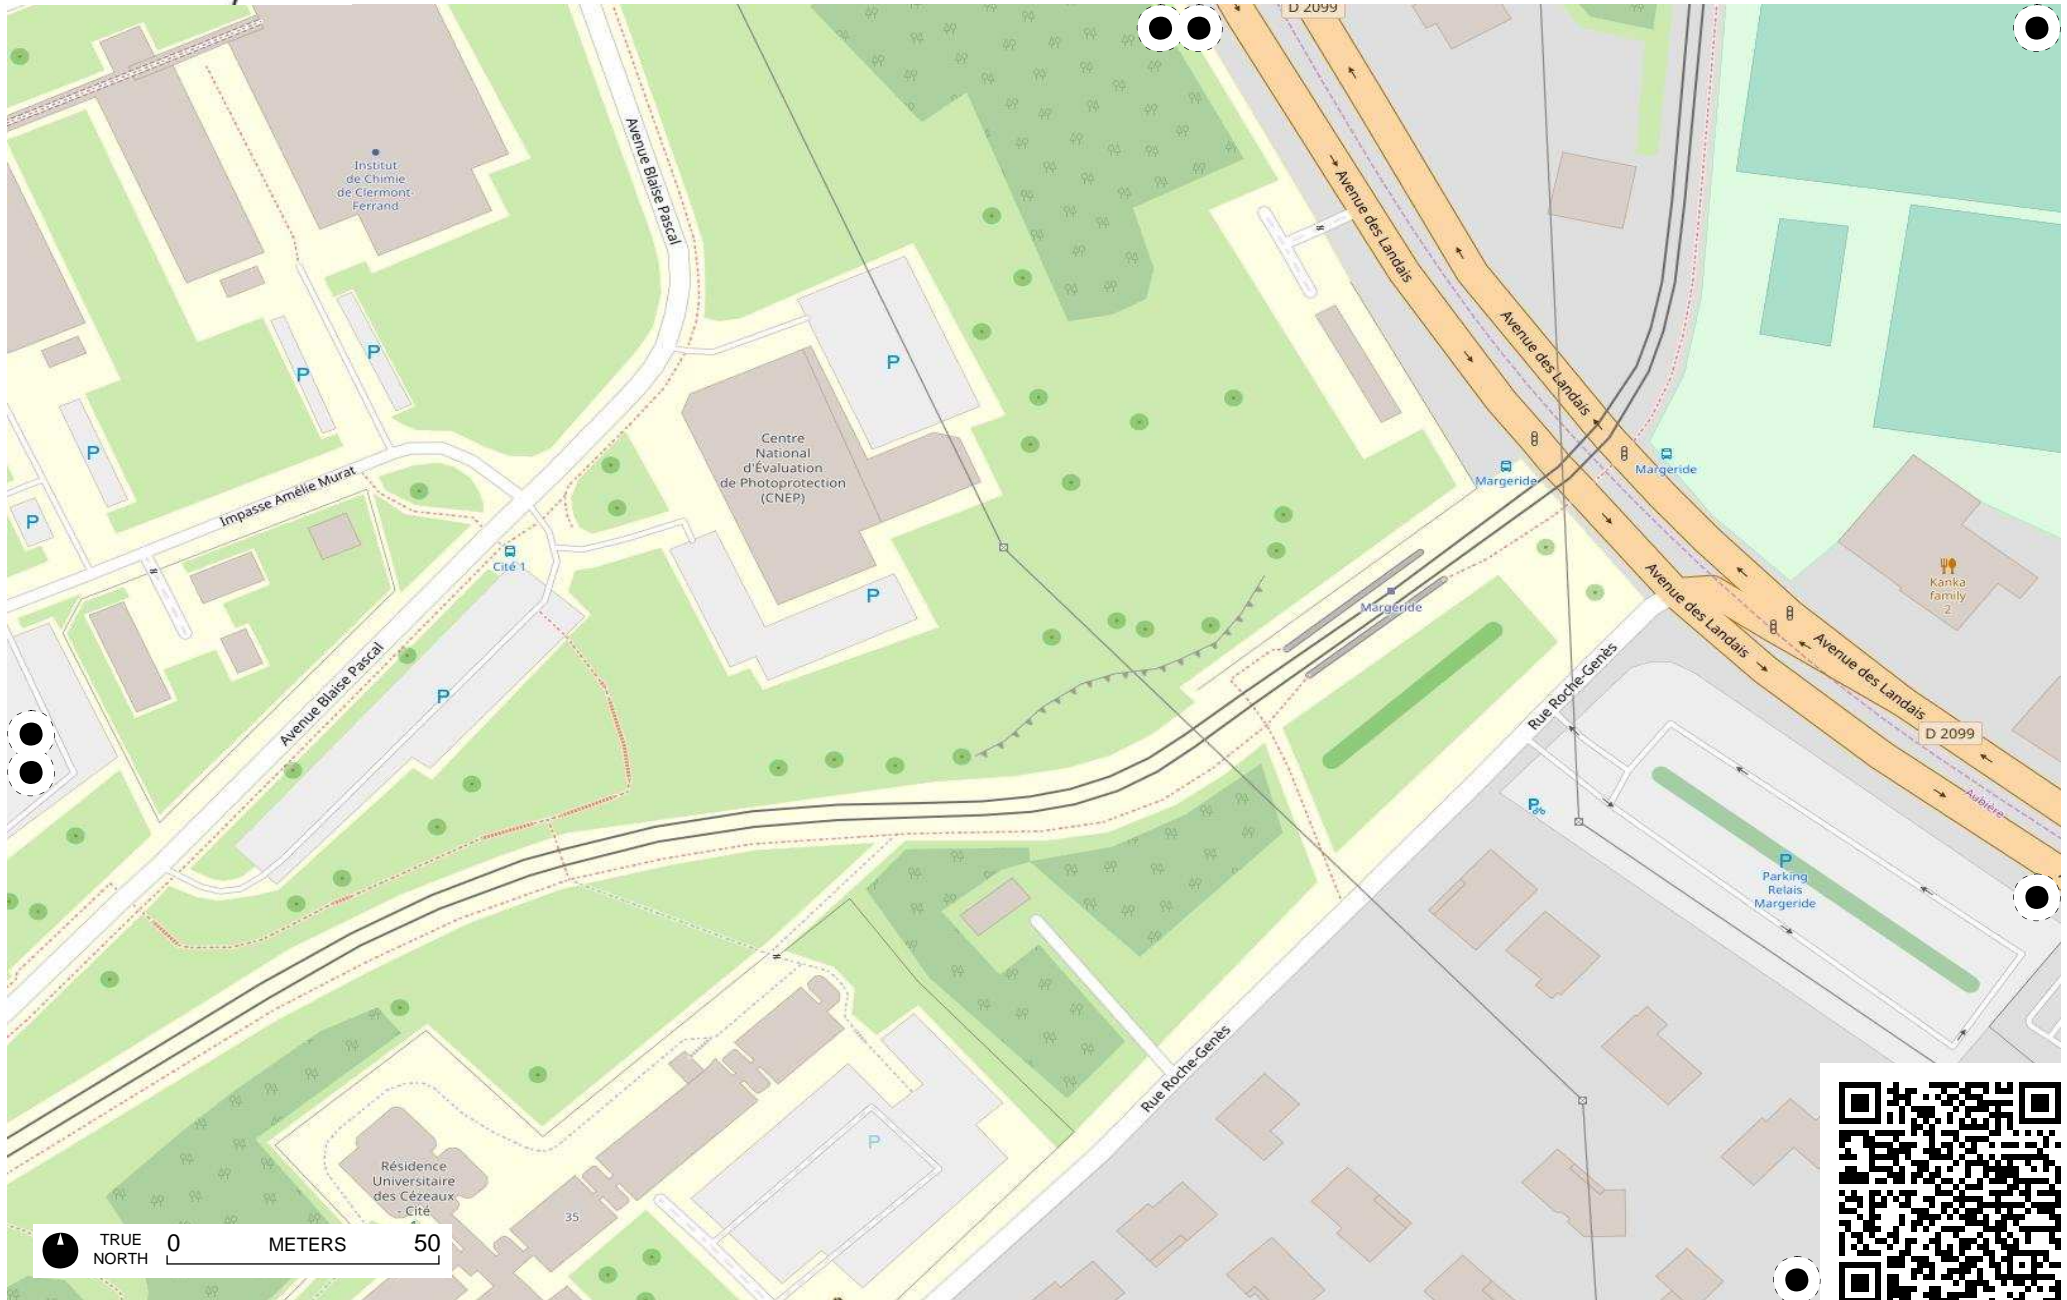 D 2099
Avenue Blaise Pascal
Institut
de Chimie
de Clermont-
Ferrand
Avenue des Landais
Avenue des Landais
P
P
P
P
P
Centre
National
d'Évaluation
de Photoprotection
(CNEP)
Margeride
Margeride
Impasse Amélie Murat
Cité 1
P
Margeride
Kanka
family
2
Avenue des Landais
Avenue des Landais
Rue Roche-Genès
Avenue Blaise Pascal
P
D 2099
Aubière
P
P
Parking
Relais
Margeride
Rue Roche-Genès
P
Résidence
Universitaire
des Cézeaux
- Cité
35
TRUE
NORTH
0 METERS 50